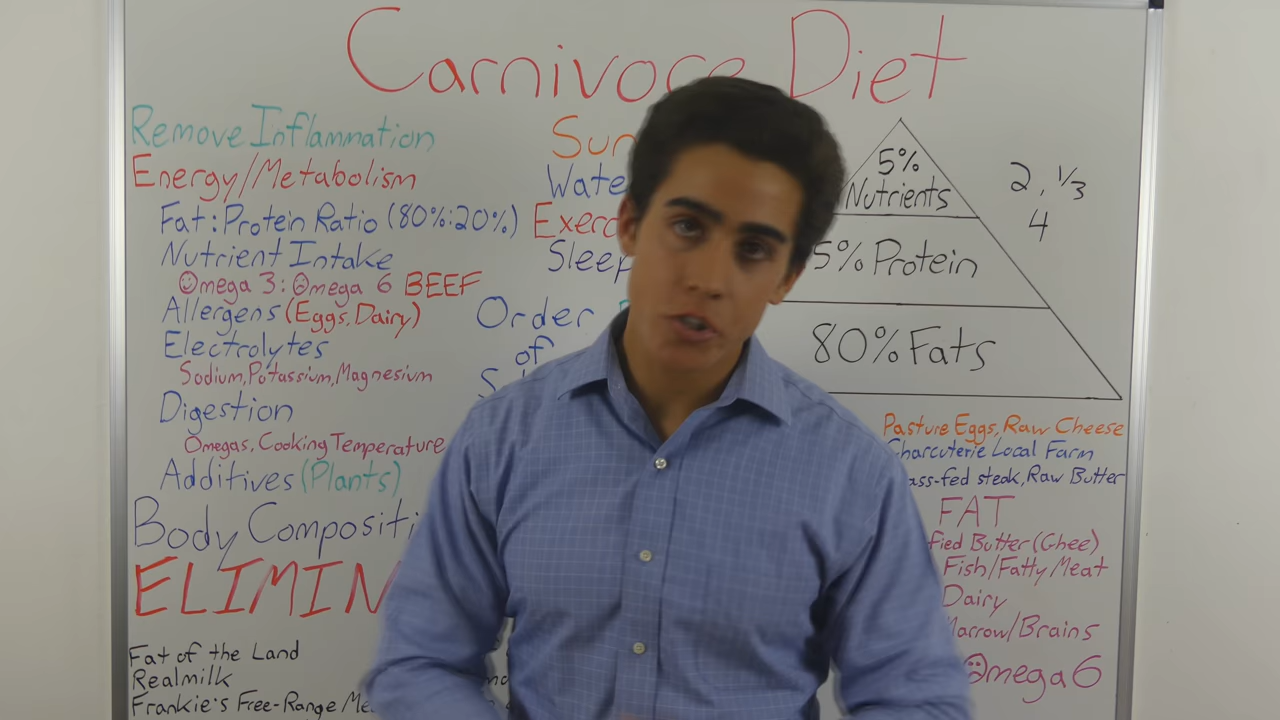 Carnivore Diet
Remove Inflammation
Energy/Metabolism
Fat:Protein Ratio (80%:20%)
Nutrient Intake
Omega 3: Omega 6 BEEF
Allergens (Eggs, Dairy)
Electrolytes
Sodium, Potassium, Magnesium
Digestion
Omegas, Cooking Temperature
Additives (Plants)
Body Compositi
ELIMIN
Fat of the Land
Realmilk
Frankie's Free-Range Me
Sun
Wate
Exerc
Sleep
Order
of
S
5%
Nutrients
5% Protein
80% Fats
2, 1/3
4
Pasture Eggs, Raw Cheese
Charcuterie Local Farm
ass-fed steak, Raw Butter
FAT
fied Butter (Ghee)
Fish/Fatty Meat
Dairy
Marrow/Brains
Omega 6